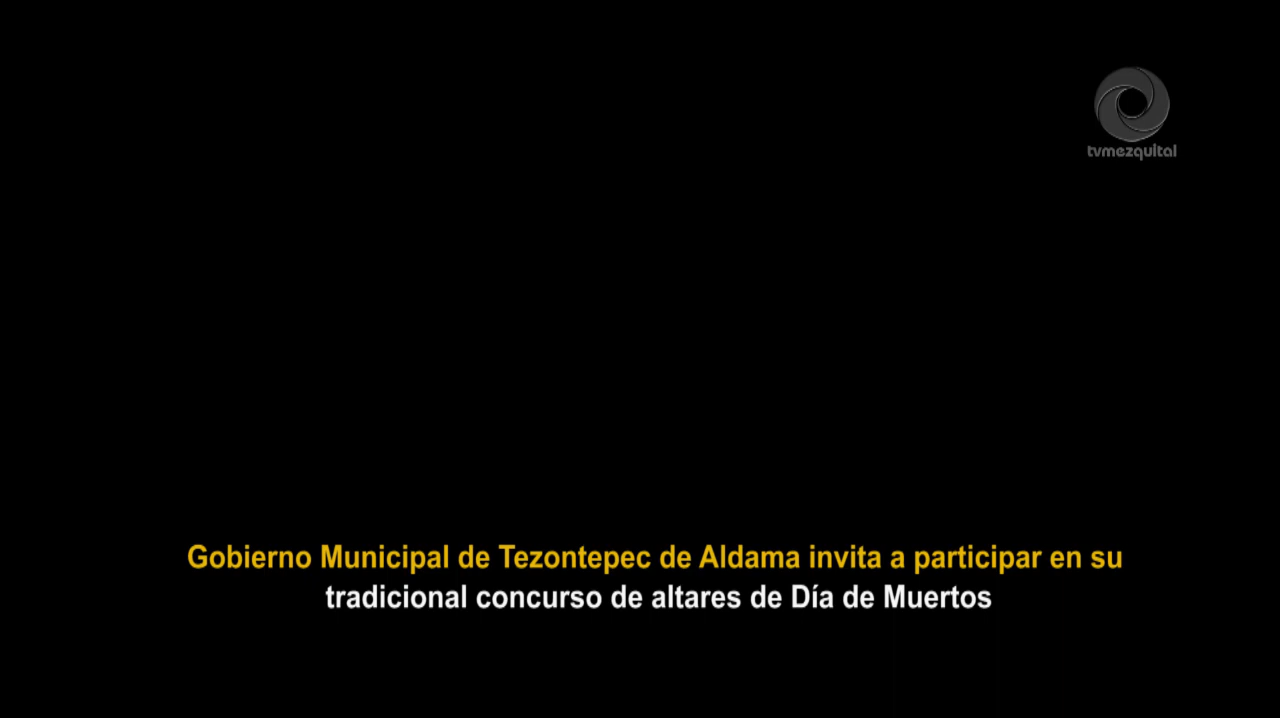 tvmezquital
Gobierno Municipal de Tezontepec de Aldama invita a participar en su
tradicional concurso de altares de Día de Muertos